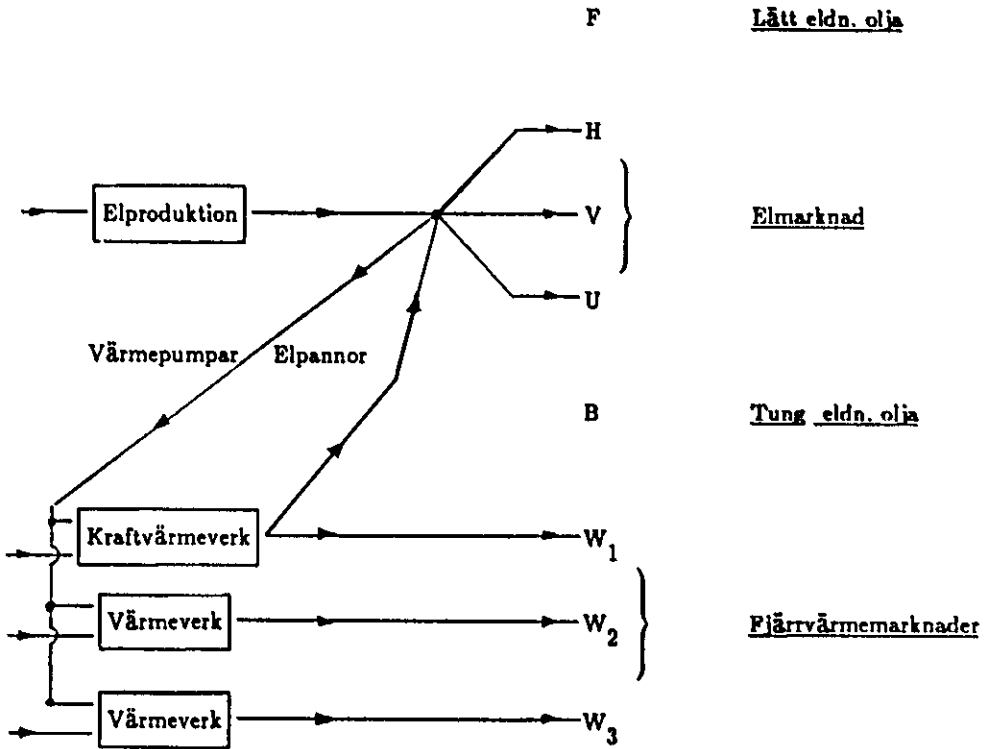 F Lätt eldn. olja
H
Elproduktion V Elmarknad
U
Värmepumpar Elpannor
B Tung eldn. olja
Kraftvärmeverk W1
Värmeverk W2 Fjärrvärmemarknader
Värmeverk W3